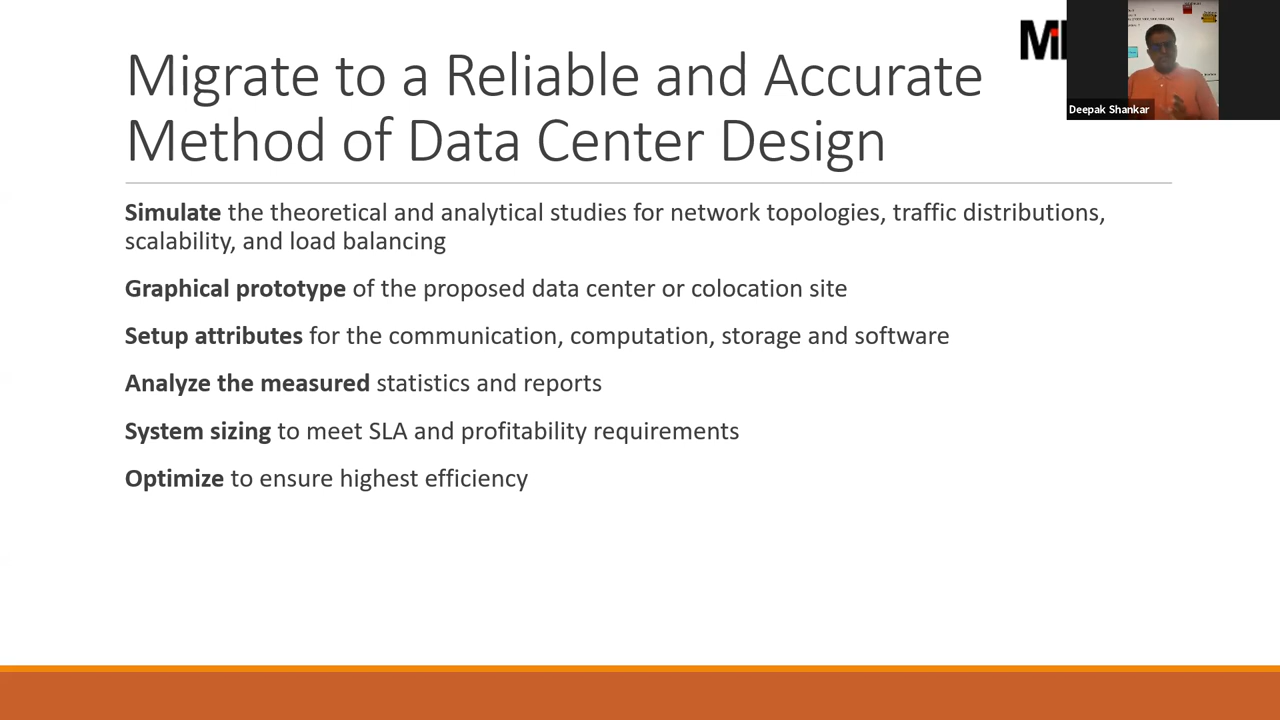 Migrate to a Reliable and Accurate
Method of Data Center Design
Deepak Shankar
Simulate the theoretical and analytical studies for network topologies, traffic distributions,
scalability, and load balancing
Graphical prototype of the proposed data center or colocation site
Setup attributes for the communication, computation, storage and software
Analyze the measured statistics and reports
System sizing to meet SLA and profitability requirements
Optimize to ensure highest efficiency